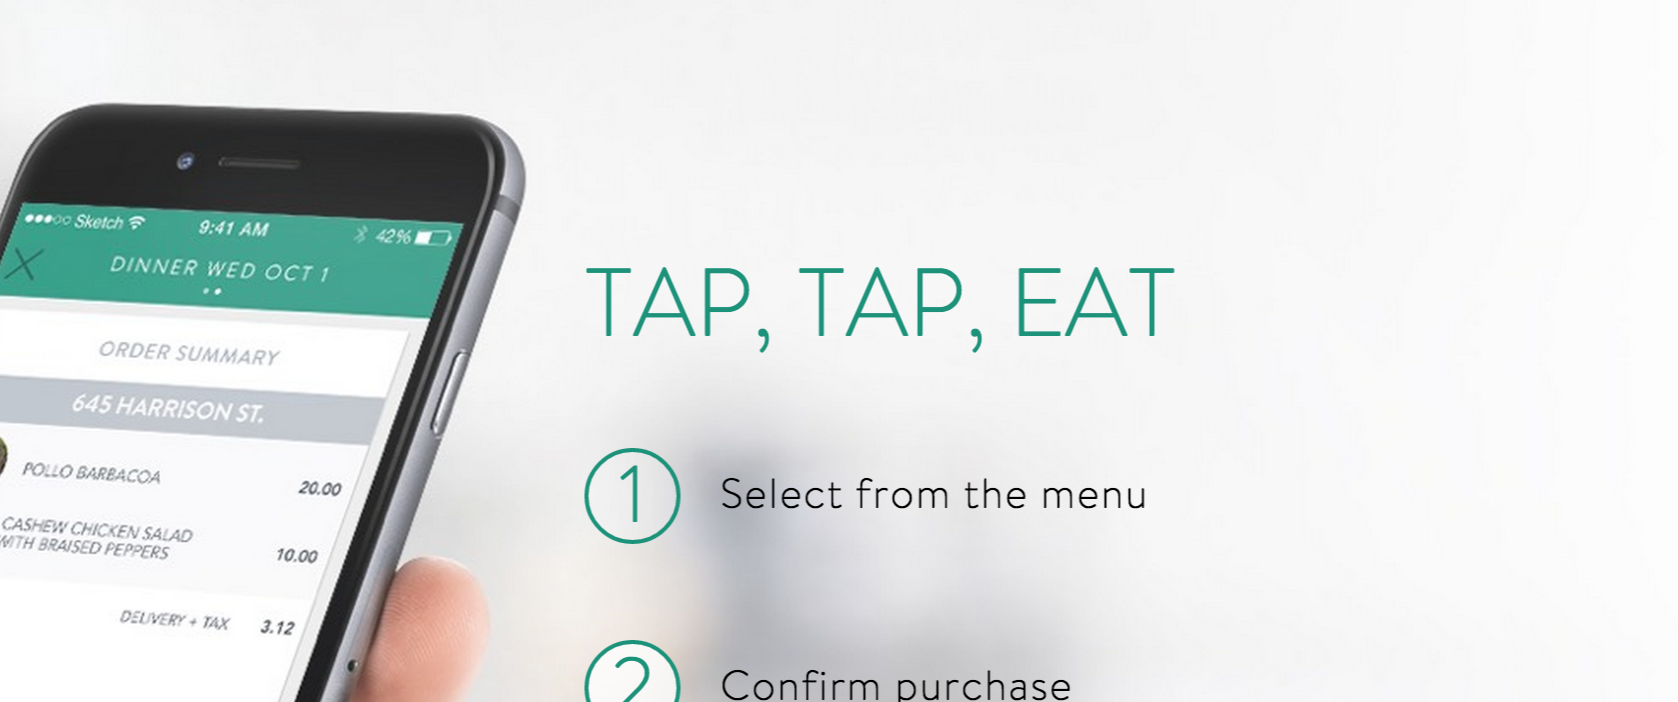 Sketch 9:41 AM 42%
DINNER WED OCT 1
ORDER SUMMARY
645 HARRISON ST.
POLLO BARBACOA 20.00
CASHEW CHICKEN SALAD
WITH BRAISED PEPPERS 10.00
DELIVERY + TAX 3.12
TAP, TAP, EAT
1 Select from the menu
2 Confirm purchase